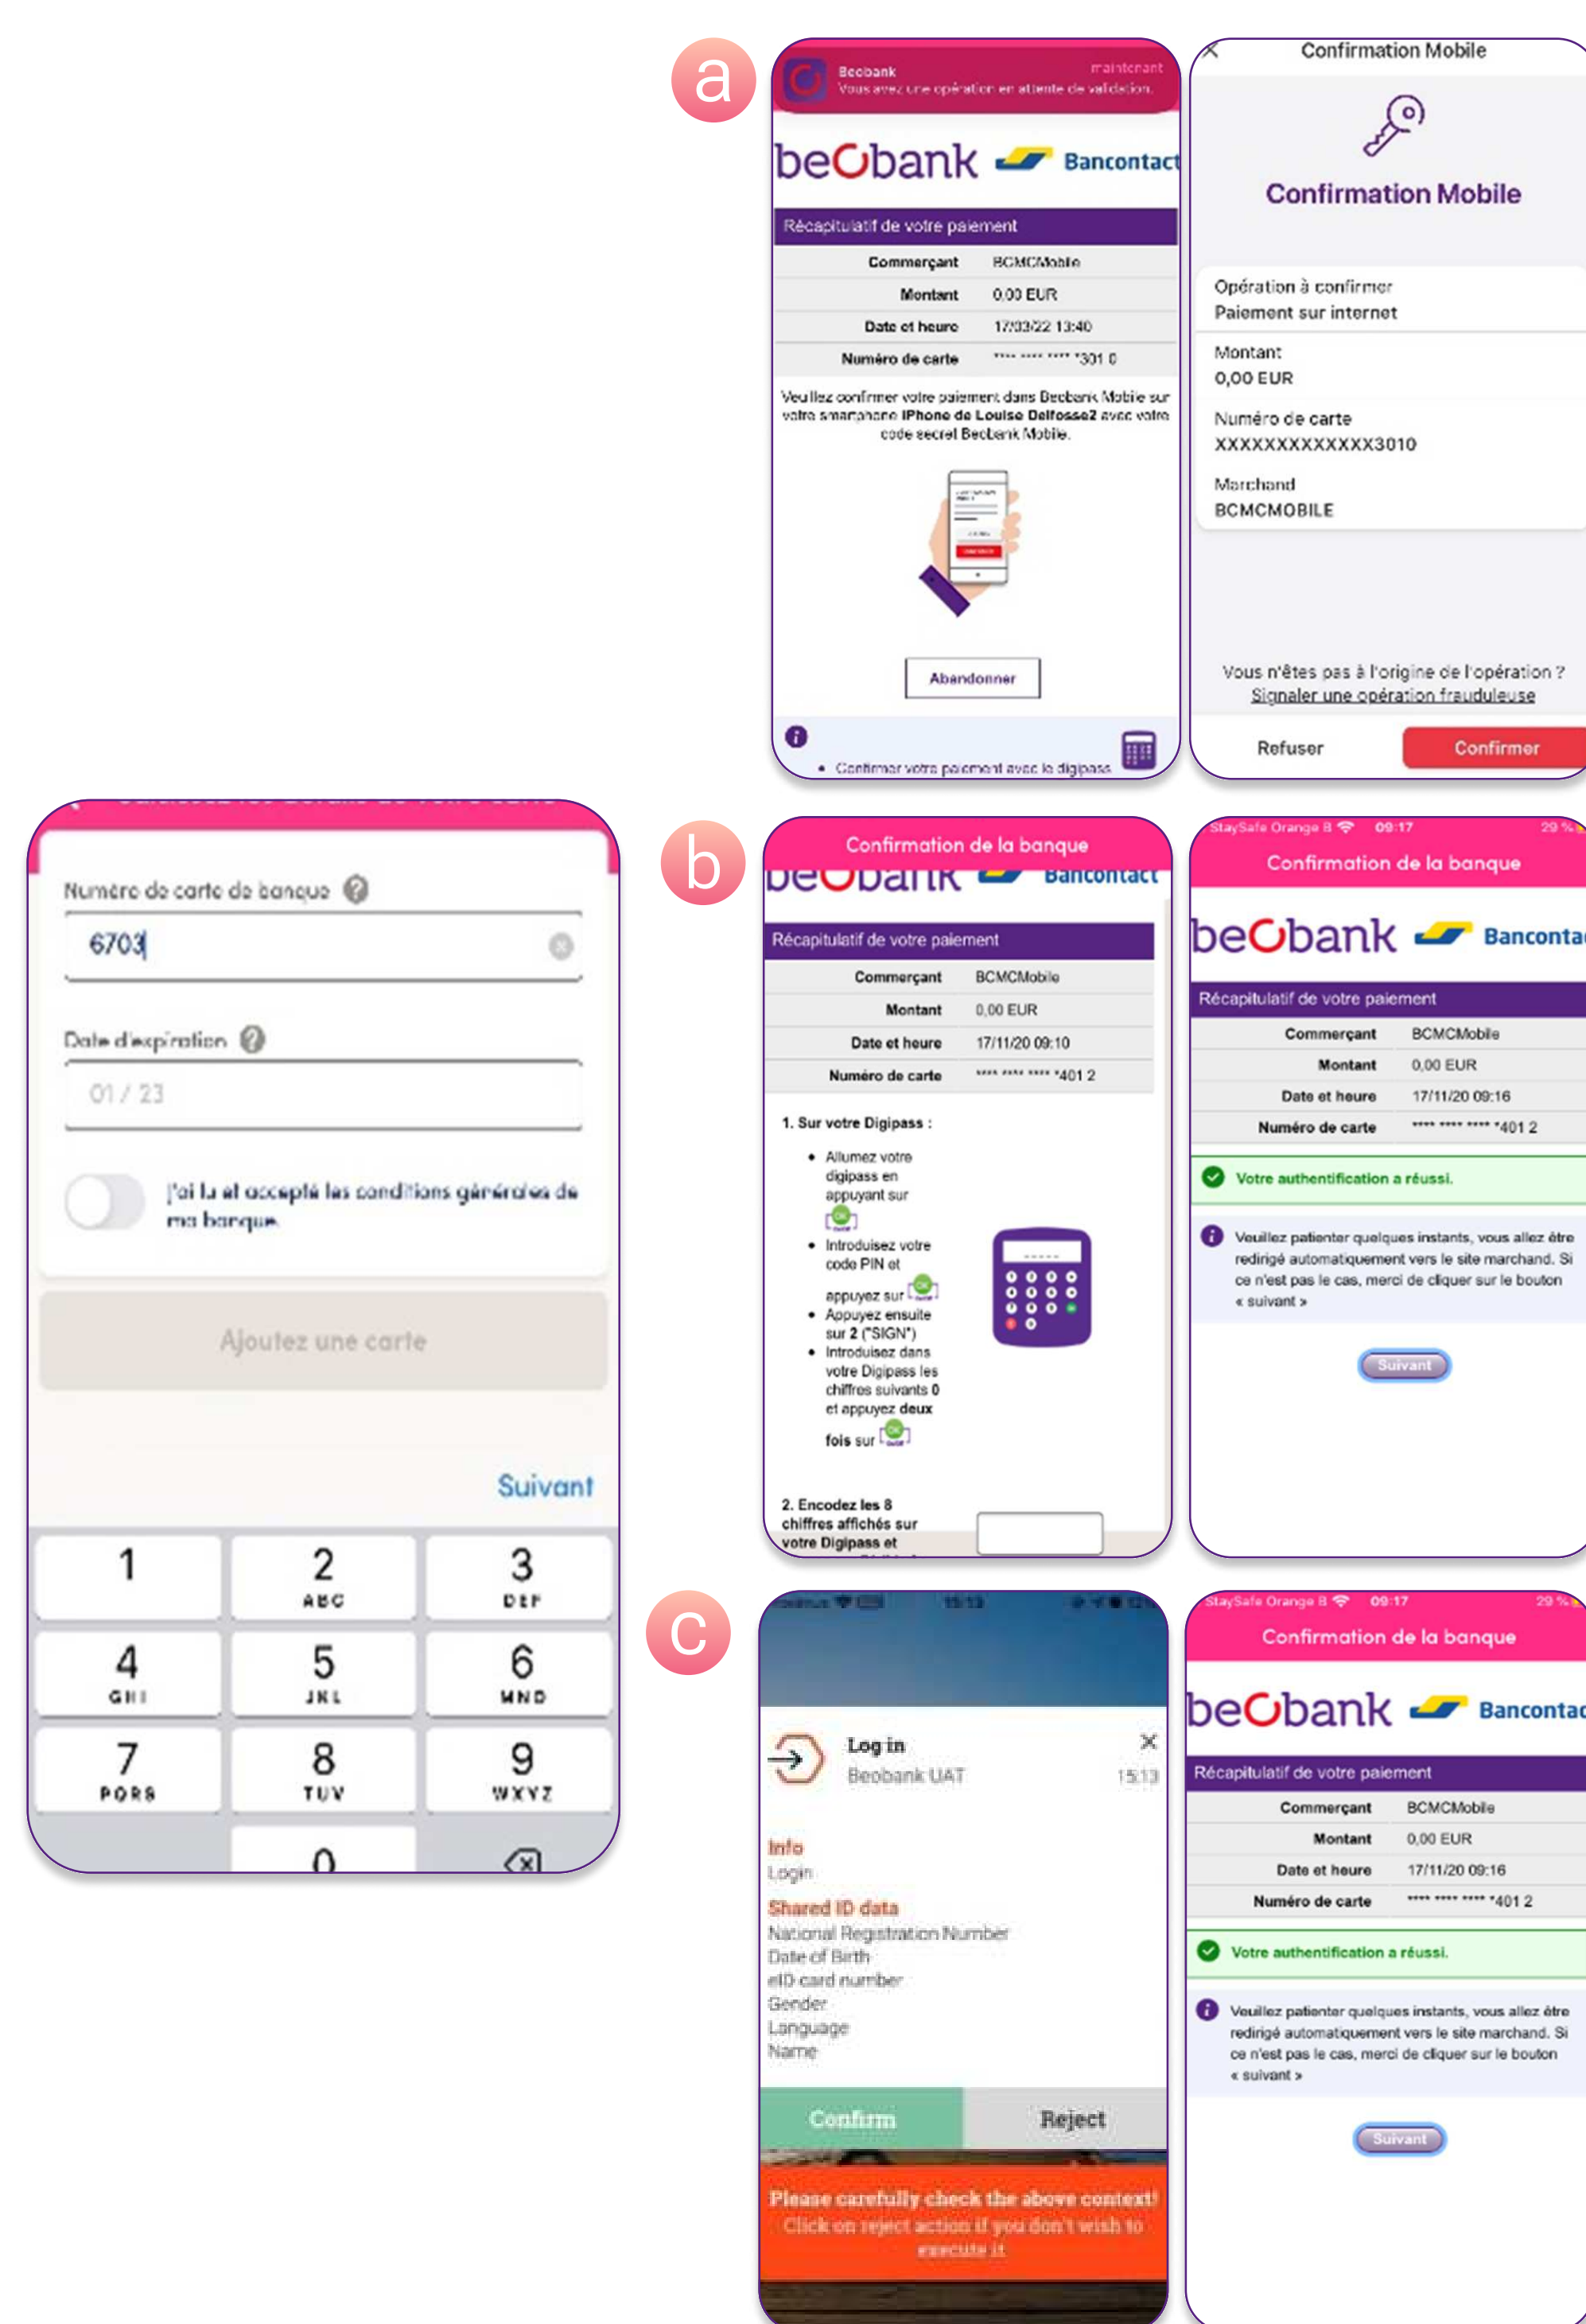 a
Beobank
maintenant
Vous avez une opération en attente de validation.
beobank Bancontact
Récapitulatif de votre paiement
Commerçant BCMCMobile
Montant 0,00 EUR
Date et heure 17/03/22 13:40
Numéro de carte **** **** **** *301 0
Veuillez confirmer votre paiement dans Beobank Mobile sur
votre smartphone iPhone de Louise Delfosse2 avec votre
code secret Beobank Mobile.
Abandonner
Confirmer votre paiement avec le digipass
Confirmation Mobile
Confirmation Mobile
Opération à confirmer
Paiement sur internet
Montant
0,00 EUR
Numéro de carte
XXXXXXXXXXXXX3010
Marchand
BCMCMOBILE
Vous n'êtes pas à l'origine de l'opération ?
Signaler une opération frauduleuse
Refuser
Confirmer
Numéro de carte de banque ?
6703
Date d'expiration ?
01 / 23
J'ai lu et accepté les conditions générales de
ma banque.
Ajoutez une carte
Suivant
1
2
ABC
3
DEF
4
GHI
5
JKL
6
MNO
7
PQRS
8
TUV
9
WXYZ
0
b
Confirmation de la banque
beobank Bancontact
Récapitulatif de votre paiement
Commerçant BCMCMobile
Montant 0,00 EUR
Date et heure 17/11/20 09:10
Numéro de carte **** **** **** *401 2
1. Sur votre Digipass :
Allumez votre
digipass en
appuyant sur
OK
Introduisez votre
code PIN et
appuyez sur OK
Appuyez ensuite
sur 2 ("SIGN")
Introduisez dans
votre Digipass les
chiffres suivants 0
et appuyez deux
fois sur OK
2. Encodez les 8
chiffres affichés sur
votre Digipass et
StaySafe Orange B 09:17 29 %
Confirmation de la banque
beobank Bancontac
Récapitulatif de votre paiement
Commerçant BCMCMobile
Montant 0,00 EUR
Date et heure 17/11/20 09:16
Numéro de carte **** **** **** *401 2
Votre authentification a réussi.
Veuillez patienter quelques instants, vous allez être
redirigé automatiquement vers le site marchand. Si
ce n'est pas le cas, merci de cliquer sur le bouton
« suivant »
Suivant
c
15:13
Log in
Beobank UAT
15:13
Info
Login
Shared ID data
National Registration Number
Date of Birth
eID card number
Gender
Language
Name
Confirm
Reject
Please carefully check the above context!
Click on reject action if you don't wish to
execute it.
StaySafe Orange B 09:17 29 %
Confirmation de la banque
beobank Bancontac
Récapitulatif de votre paiement
Commerçant BCMCMobile
Montant 0,00 EUR
Date et heure 17/11/20 09:16
Numéro de carte **** **** **** *401 2
Votre authentification a réussi.
Veuillez patienter quelques instants, vous allez être
redirigé automatiquement vers le site marchand. Si
ce n'est pas le cas, merci de cliquer sur le bouton
« suivant »
Suivant